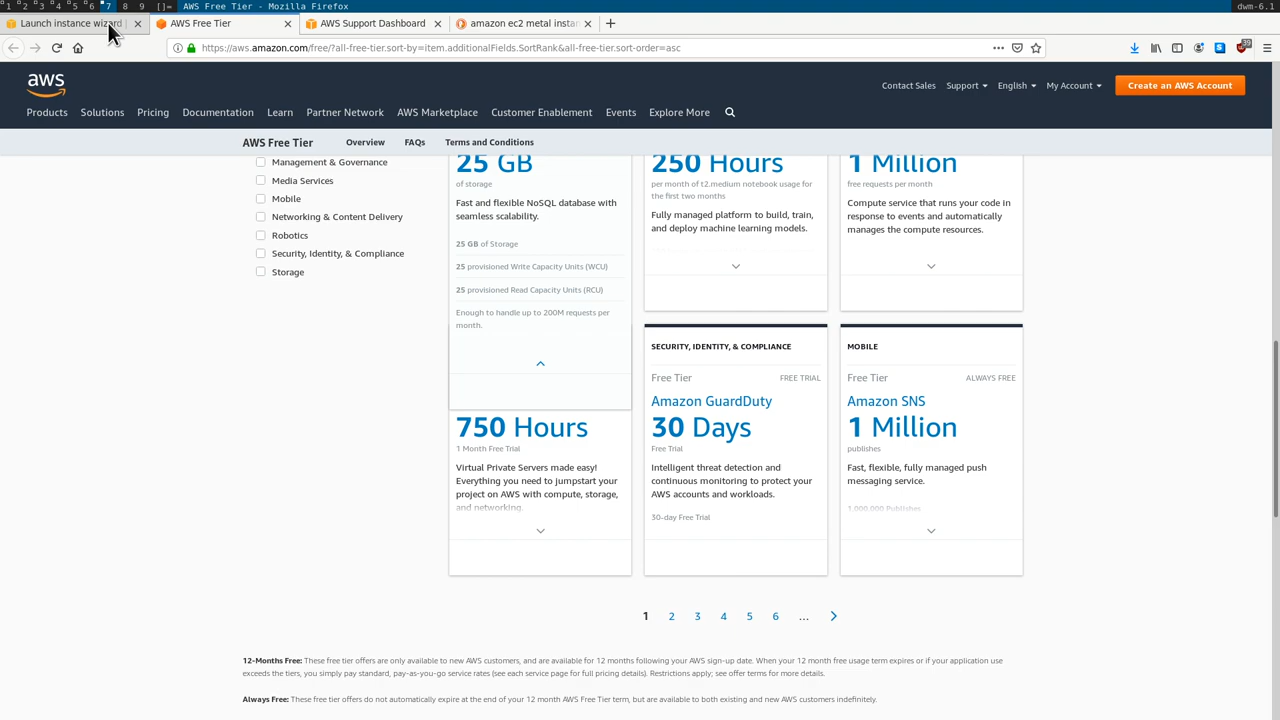 1 2 3 4 5 6 7 8 9 []= AWS Free Tier - Mozilla Firefox dwm-6.1
Launch instance wizard AWS Free Tier AWS Support Dashboard amazon ec2 metal instan
https://aws.amazon.com/free/?all-free-tier.sort-by=item.additionalFields.SortRank&all-free-tier.sort-order=asc
aws
Contact Sales Support English My Account Create an AWS Account
Products Solutions Pricing Documentation Learn Partner Network AWS Marketplace Customer Enablement Events Explore More
AWS Free Tier Overview FAQs Terms and Conditions
Management & Governance
Media Services
Mobile
Networking & Content Delivery
Robotics
Security, Identity, & Compliance
Storage
25 GB
of storage
Fast and flexible NoSQL database with
seamless scalability.
25 GB of Storage
25 provisioned Write Capacity Units (WCU)
25 provisioned Read Capacity Units (RCU)
Enough to handle up to 200M requests per
month.
250 Hours
per month of t2.medium notebook usage for
the first two months
Fully managed platform to build, train,
and deploy machine learning models.
1 Million
free requests per month
Compute service that runs your code in
response to events and automatically
manages the compute resources.
750 Hours
1 Month Free Trial
Virtual Private Servers made easy!
Everything you need to jumpstart your
project on AWS with compute, storage,
and networking.
SECURITY, IDENTITY, & COMPLIANCE
Free Tier FREE TRIAL
Amazon GuardDuty
30 Days
Free Trial
Intelligent threat detection and
continuous monitoring to protect your
AWS accounts and workloads.
30-day Free Trial
MOBILE
Free Tier ALWAYS FREE
Amazon SNS
1 Million
publishes
Fast, flexible, fully managed push
messaging service.
1,000,000 Publishes
1 2 3 4 5 6 ...
12-Months Free: These free tier offers are only available to new AWS customers, and are available for 12 months following your AWS sign-up date. When your 12 month free usage term expires or if your application use
exceeds the tiers, you simply pay standard, pay-as-you-go service rates (see each service page for full pricing details). Restrictions apply; see offer terms for more details.
Always Free: These free tier offers do not automatically expire at the end of your 12 month AWS Free Tier term, but are available to both existing and new AWS customers indefinitely.